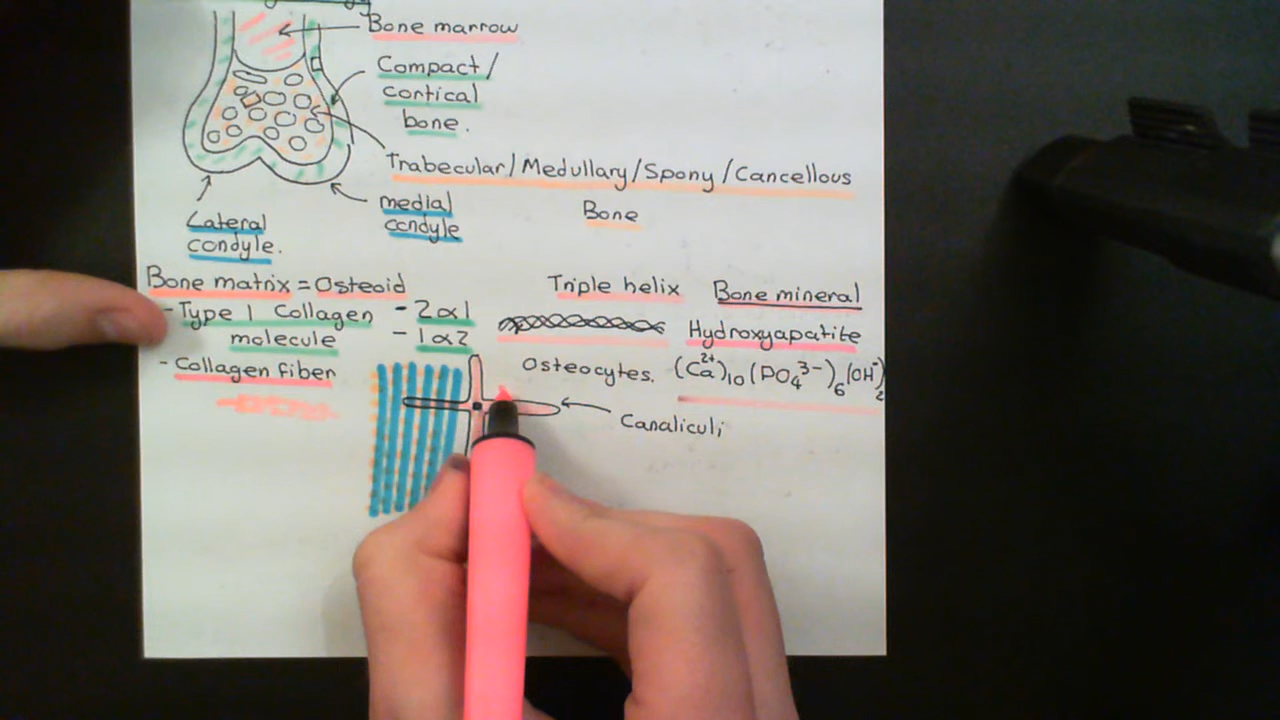 Bone marrow
Compact/
cortical
bone.
Trabecular/Medullary/Spony/Cancellous
Bone
medial
condyle
Lateral
condyle.
Bone matrix = Osteoid
- Type 1 Collagen
molecule
- 2α1
- 1α2
- Collagen fiber
Triple helix
Bone mineral
Hydroxyapatite
(Ca²⁺)₁₀(PO₄³⁻)₆(OH⁻)₂
Osteocytes.
Canaliculi